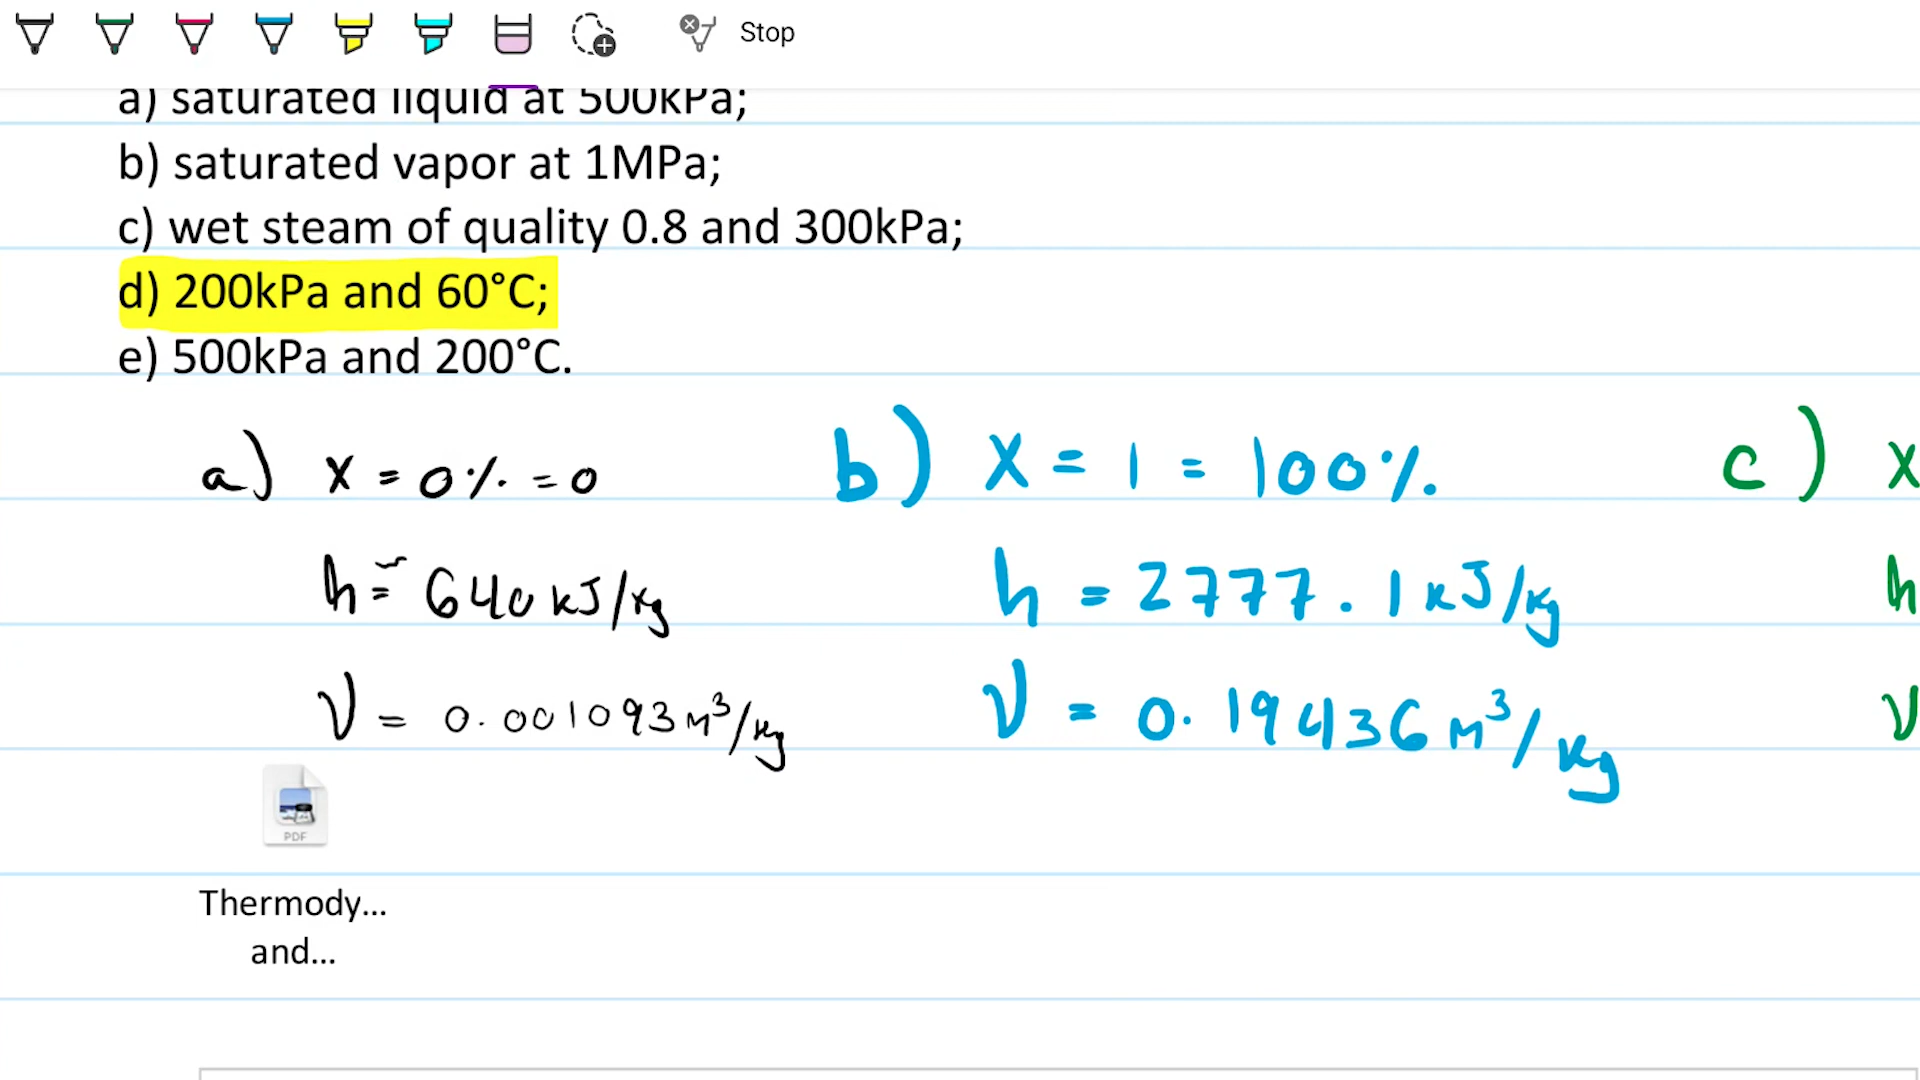 Stop
a) saturated liquid at 500kPa;
b) saturated vapor at 1MPa;
c) wet steam of quality 0.8 and 300kPa;
d) 200kPa and 60°C;
e) 500kPa and 200°C.
a) x = 0% = 0
b) x = 1 = 100%
c) x
h = 640 kJ/kg
h = 2777.1 kJ/kg
h
ν = 0.001093 m³/kg
ν = 0.19436 m³/kg
ν
PDF
Thermody...
and...